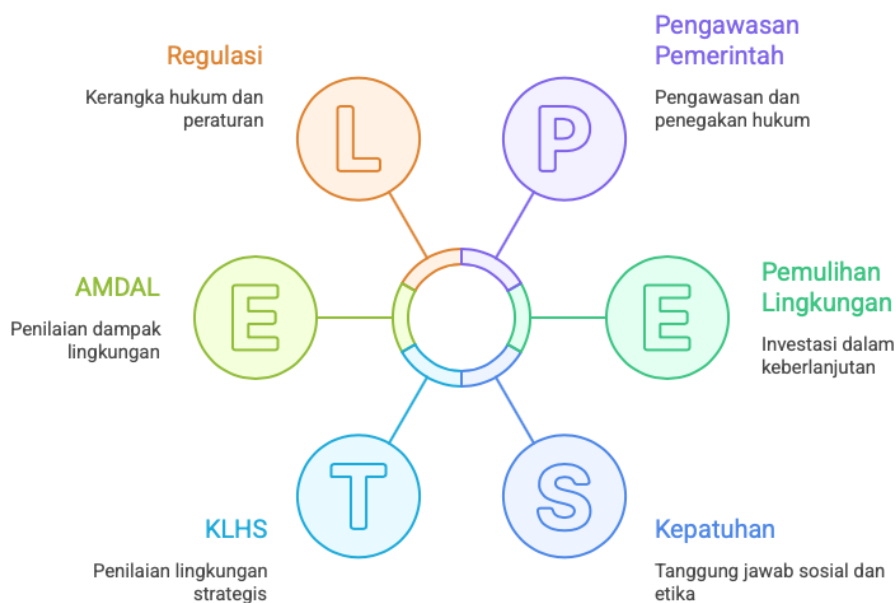 Regulasi
Kerangka hukum dan
peraturan
L
P
Pengawasan
Pemerintah
Pengawasan dan
penegakan hukum
AMDAL
Penilaian dampak
lingkungan
E
E
Pemulihan
Lingkungan
Investasi dalam
keberlanjutan
KLHS
Penilaian lingkungan
strategis
T
S
Kepatuhan
Tanggung jawab sosial dan
etika